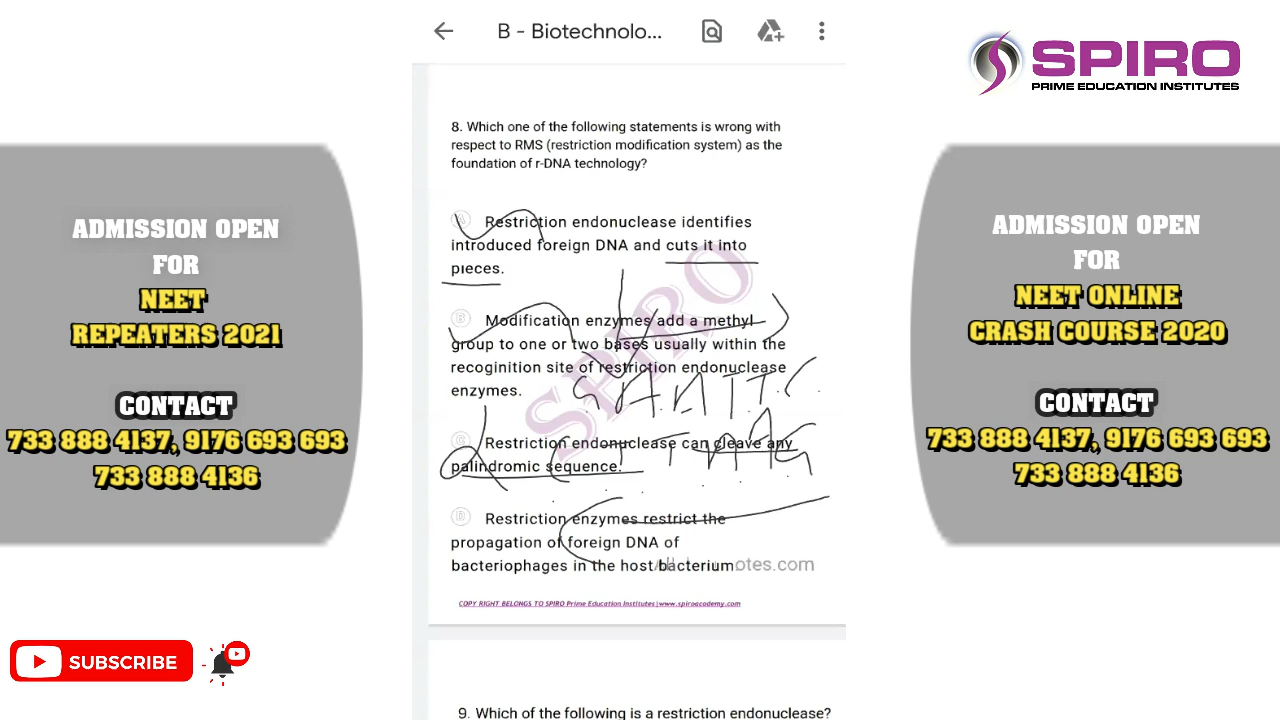 B - Biotechnolo...
SPIRO
PRIME EDUCATION INSTITUTES
8. Which one of the following statements is wrong with
respect to RMS (restriction modification system) as the
foundation of r-DNA technology?
A Restriction endonuclease identifies
introduced foreign DNA and cuts it into
pieces.
B Modification enzymes add a methyl
group to one or two bases usually within the
recoginition site of restriction endonuclease
enzymes.
GAATTC
C Restriction endonuclease can cleave any
palindromic sequence.
CTTAAG
D Restriction enzymes restrict the
propagation of foreign DNA of
bacteriophages in the host bacterium.
otes.com
SPIRO
COPY RIGHT BELONGS TO SPIRO Prime Education Institutes|www.spiroacademy.com
9. Which of the following is a restriction endonuclease?
ADMISSION OPEN
FOR
NEET
REPEATERS 2021
CONTACT
733 888 4137, 9176 693 693
733 888 4136
ADMISSION OPEN
FOR
NEET ONLINE
CRASH COURSE 2020
CONTACT
733 888 4137, 9176 693 693
733 888 4136
SUBSCRIBE